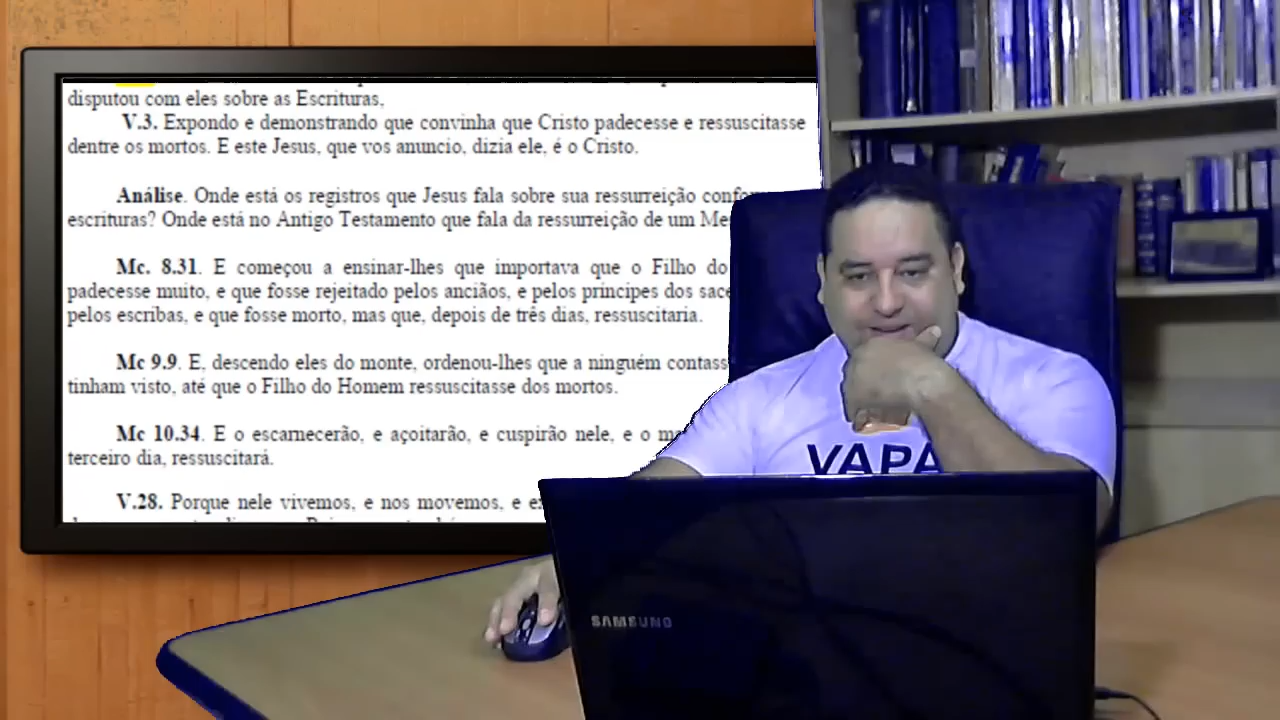 disputou com eles sobre as Escrituras,
V.3. Expondo e demonstrando que convinha que Cristo padecesse e ressuscitasse
dentre os mortos. E este Jesus, que vos anuncio, dizia ele, é o Cristo.
Análise. Onde está os registros que Jesus fala sobre sua ressurreição
escrituras? Onde está no Antigo Testamento que fala da ressurreição de um
Mc. 8.31. E começou a ensinar-lhes que importava que o Filho do
padecesse muito, e que fosse rejeitado pelos anciãos, e pelos príncipes dos
pelos escribas, e que fosse morto, mas que, depois de três dias, ressuscitaria.
Mc 9.9. E, descendo eles do monte, ordenou-lhes que a ninguém
tinham visto, até que o Filho do Homem ressuscitasse dos mortos.
Mc 10.34. E o escarnecerão, e açoitarão, e cuspirão nele, e o
terceiro dia, ressuscitará.
V.28. Porque nele vivemos, e nos movemos, e
VAPA
SAMSUNG